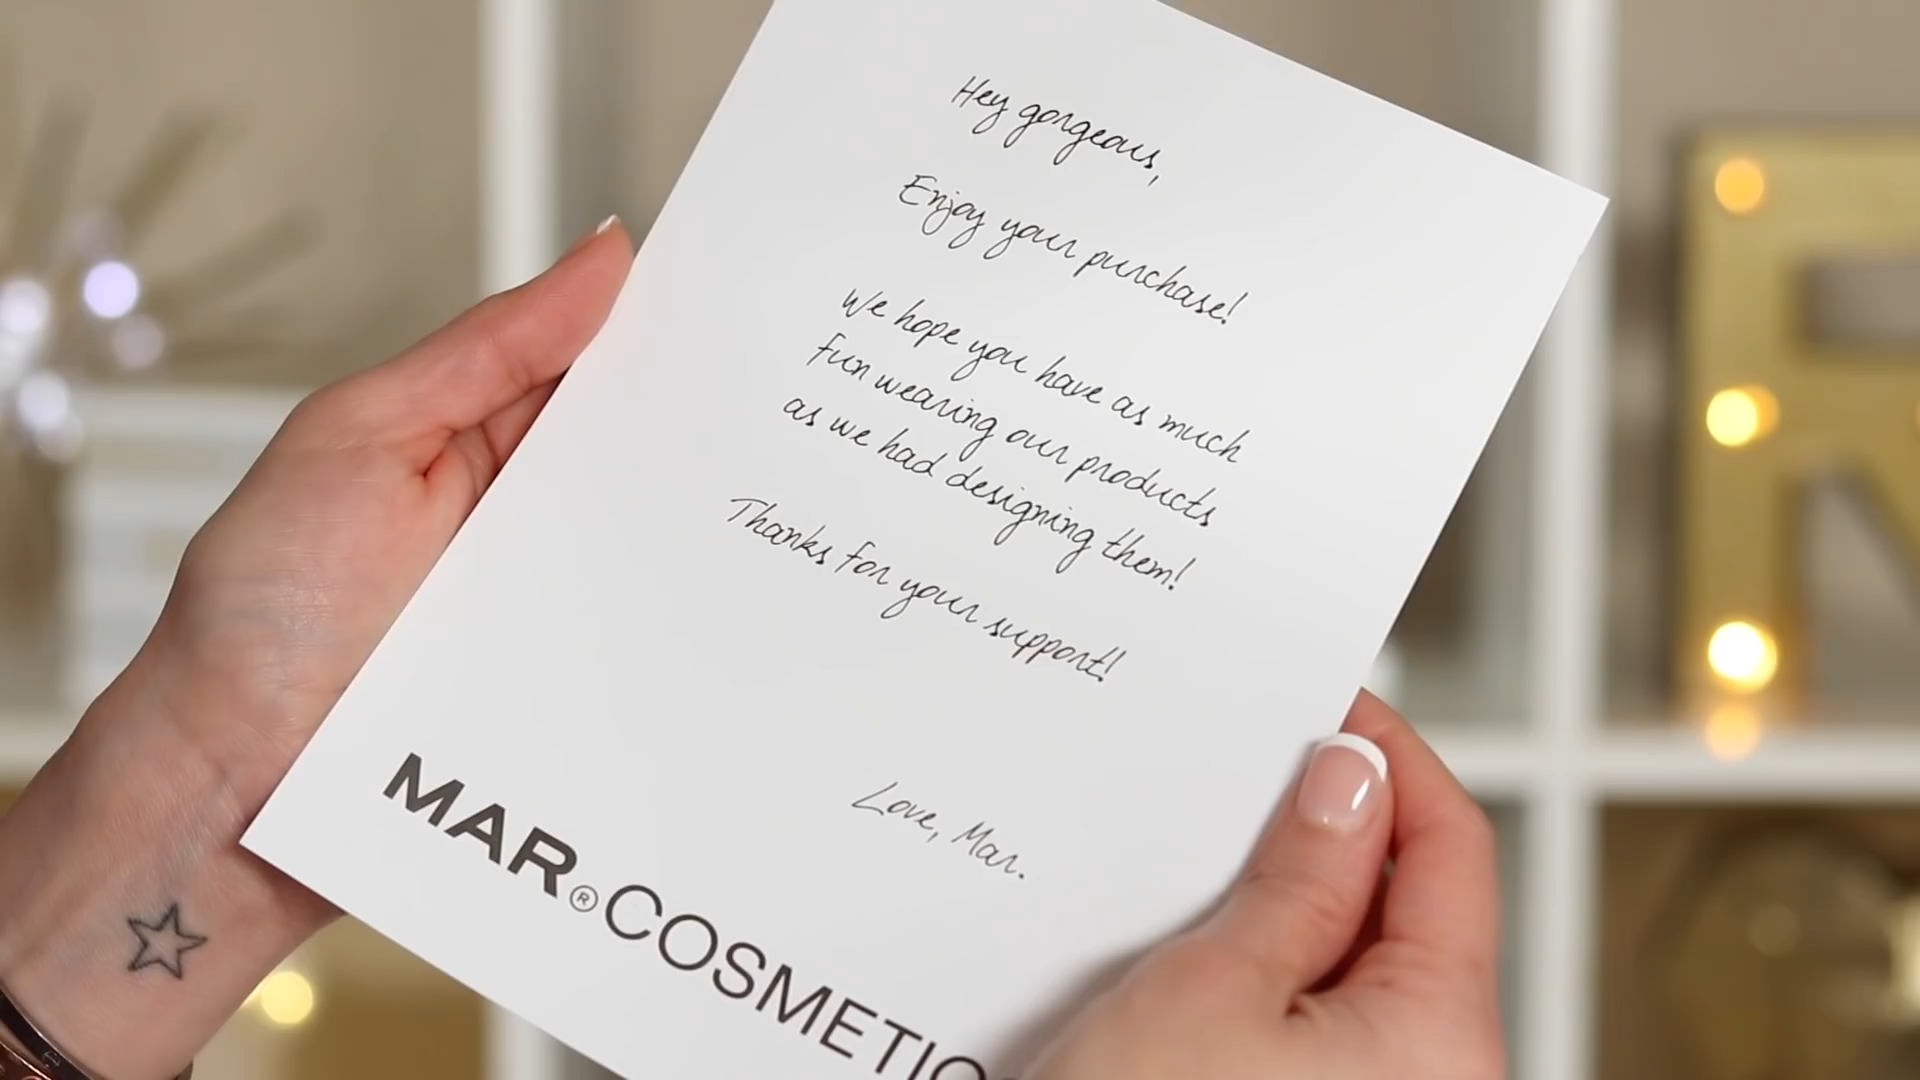 Hey gorgeous,
Enjoy your purchase!
We hope you have as much
fun wearing our products
as we had designing them!
Thanks for your support!
Love, Mar.
MAR® COSMETIC
R